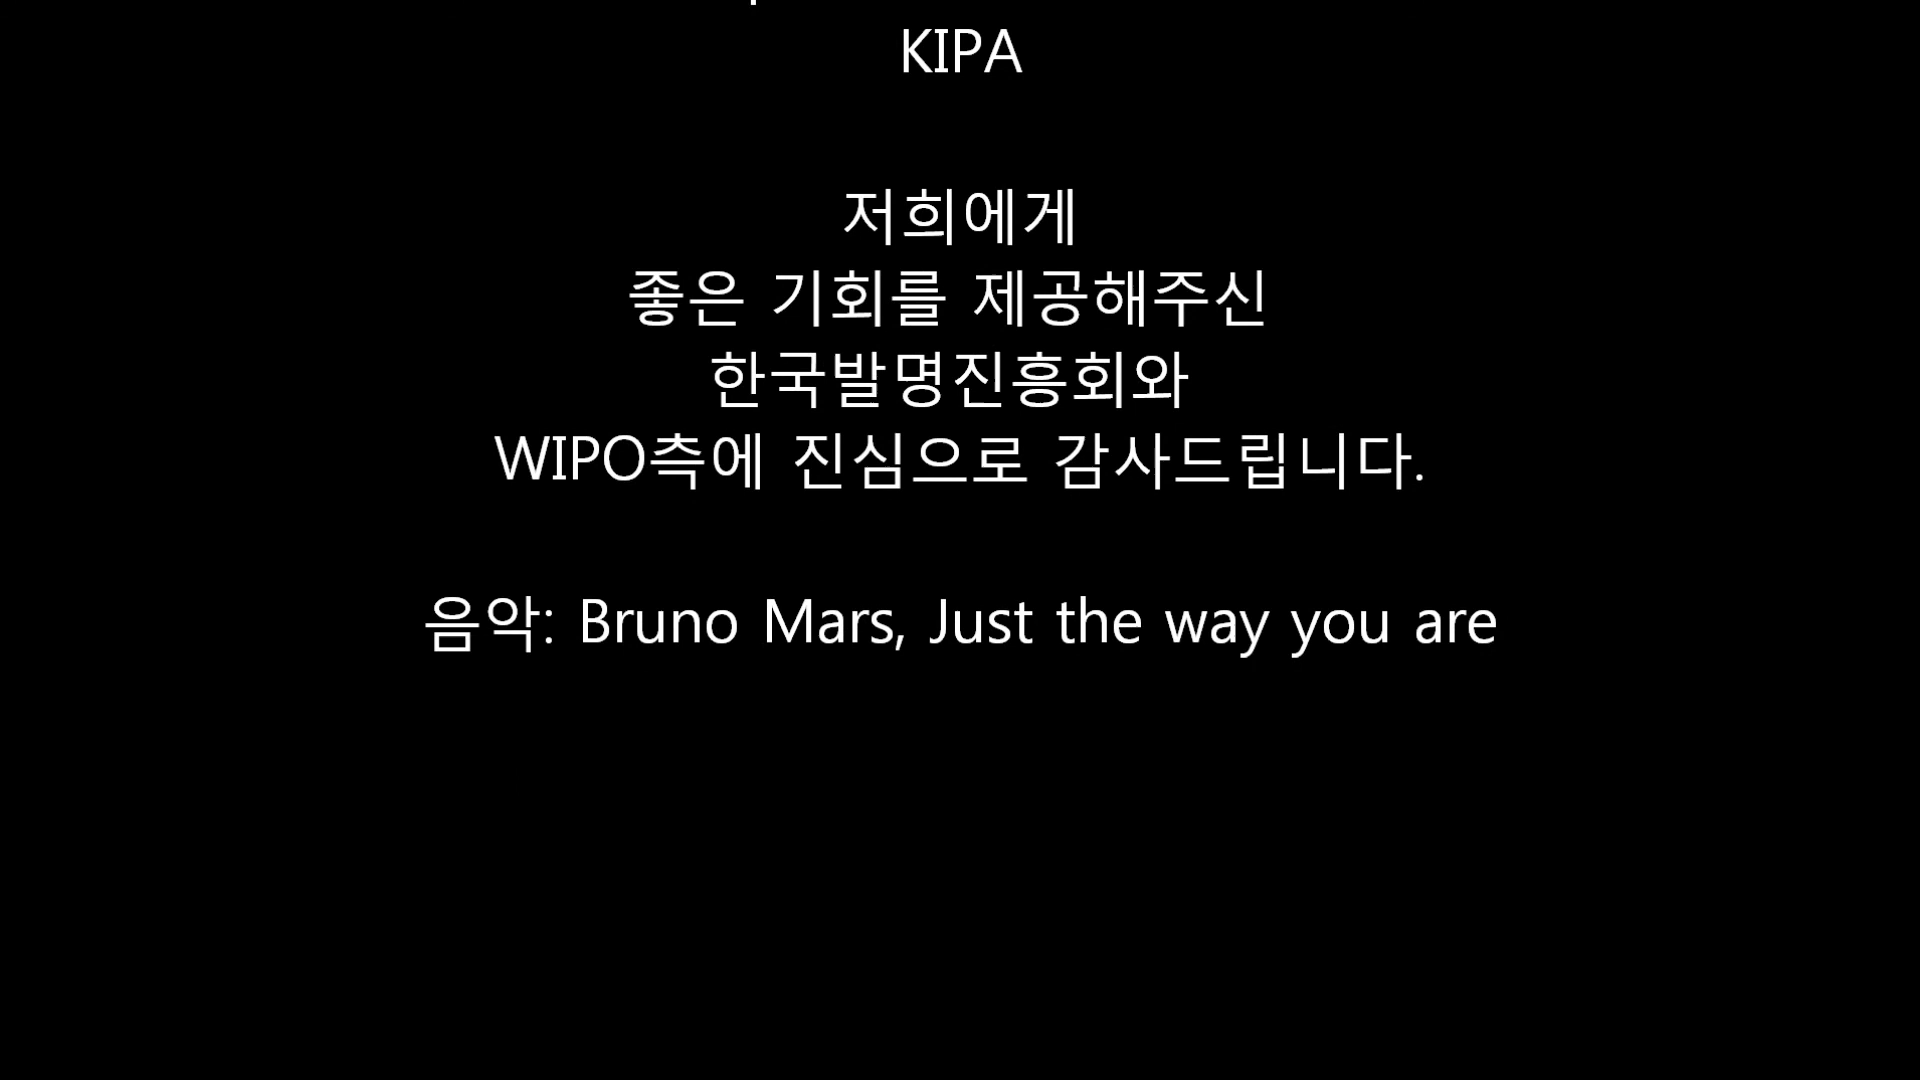 KIPA
저희에게
좋은 기회를 제공해주신
한국발명진흥회와
WIPO측에 진심으로 감사드립니다.
음악: Bruno Mars, Just the way you are